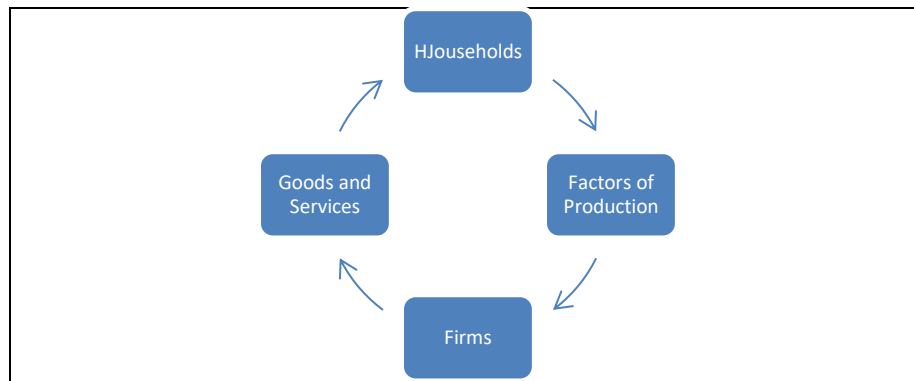 HJouseholds
Goods and
Services
Factors of
Production
Firms